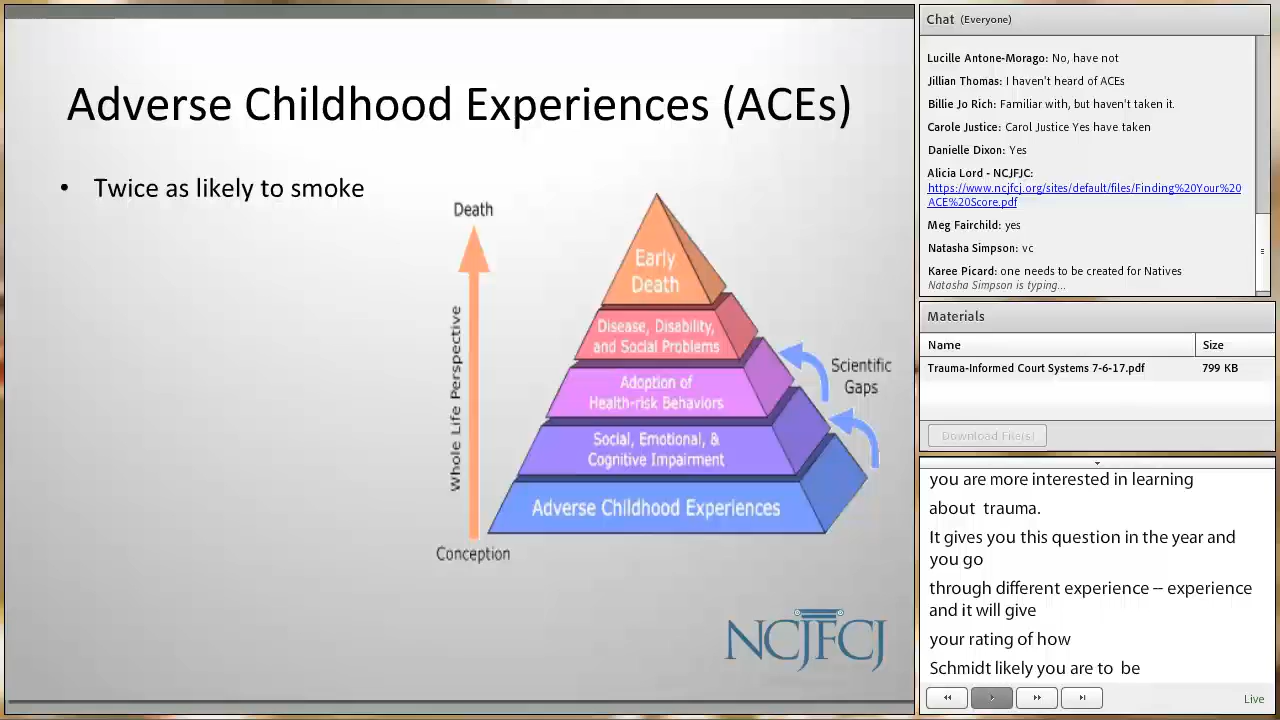 Adverse Childhood Experiences (ACEs)
• Twice as likely to smoke
Death
Whole Life Perspective
Conception
Early
Death
Disease, Disability,
and Social Problems
Adoption of
Health-risk Behaviors
Social, Emotional, &
Cognitive Impairment
Adverse Childhood Experiences
Scientific
Gaps
NCJFCJ
Chat (Everyone)
Lucille Antone-Morago: No, have not
Jillian Thomas: I haven't heard of ACEs
Billie Jo Rich: Familiar with, but haven't taken it.
Carole Justice: Carol Justice Yes have taken
Danielle Dixon: Yes
Alicia Lord - NCJFJC:
https://www.ncjfcj.org/sites/default/files/Finding%20Your%20
ACE%20Score.pdf
Meg Fairchild: yes
Natasha Simpson: vc
Karee Picard: one needs to be created for Natives
Natasha Simpson is typing...
Materials
Name Size
Trauma-Informed Court Systems 7-6-17.pdf 799 KB
Download File(s)
you are more interested in learning
about trauma.
It gives you this question in the year and
you go
through different experience -- experience
and it will give
your rating of how
Schmidt likely you are to be
Live